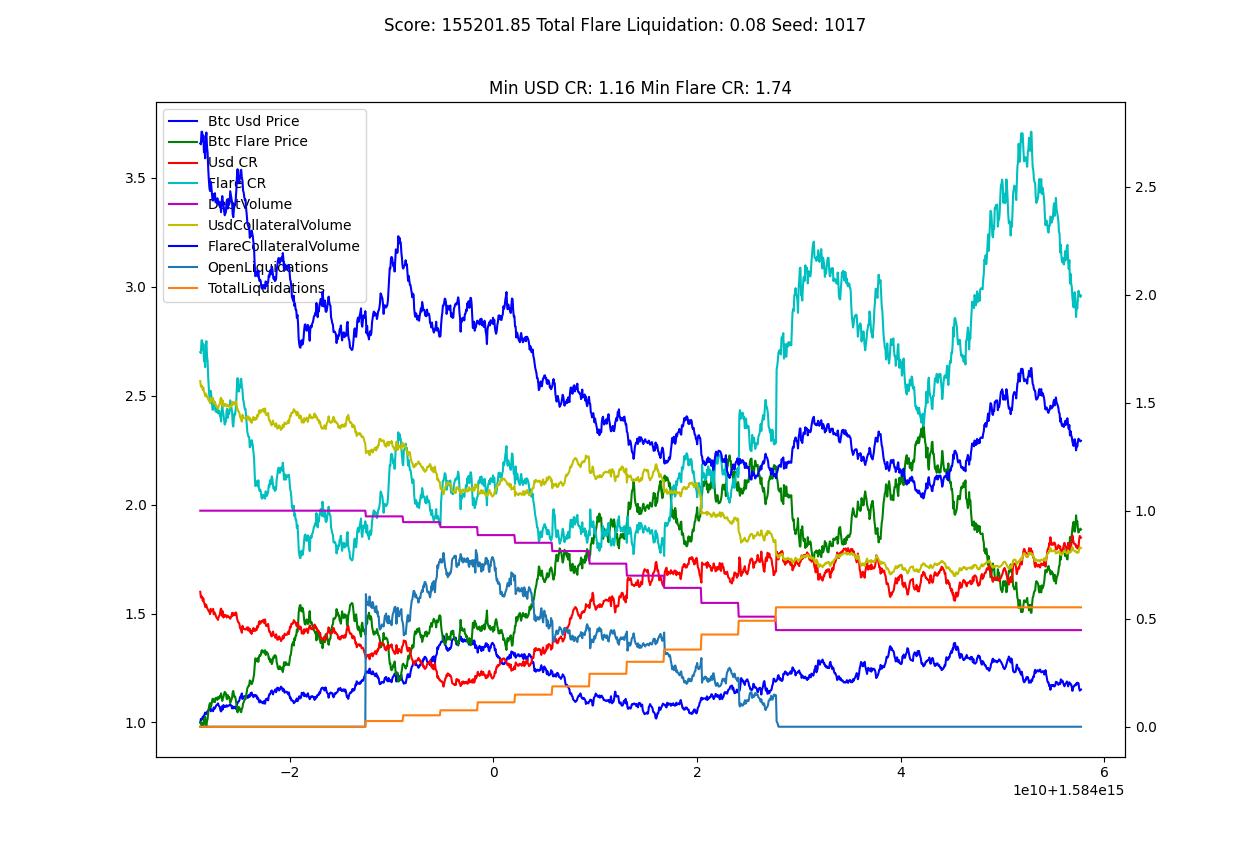 Score: 155201.85 Total Flare Liquidation: 0.08 Seed: 1017
Min USD CR: 1.16 Min Flare CR: 1.74
Btc Usd Price
Btc Flare Price
Usd CR
Flare CR
DebtVolume
UsdCollateralVolume
FlareCollateralVolume
OpenLiquidations
TotalLiquidations
3.5
3.0
2.5
2.0
1.5
1.0
2.5
2.0
1.5
1.0
0.5
0.0
−2
0
2
4
6
1e10+1.584e15